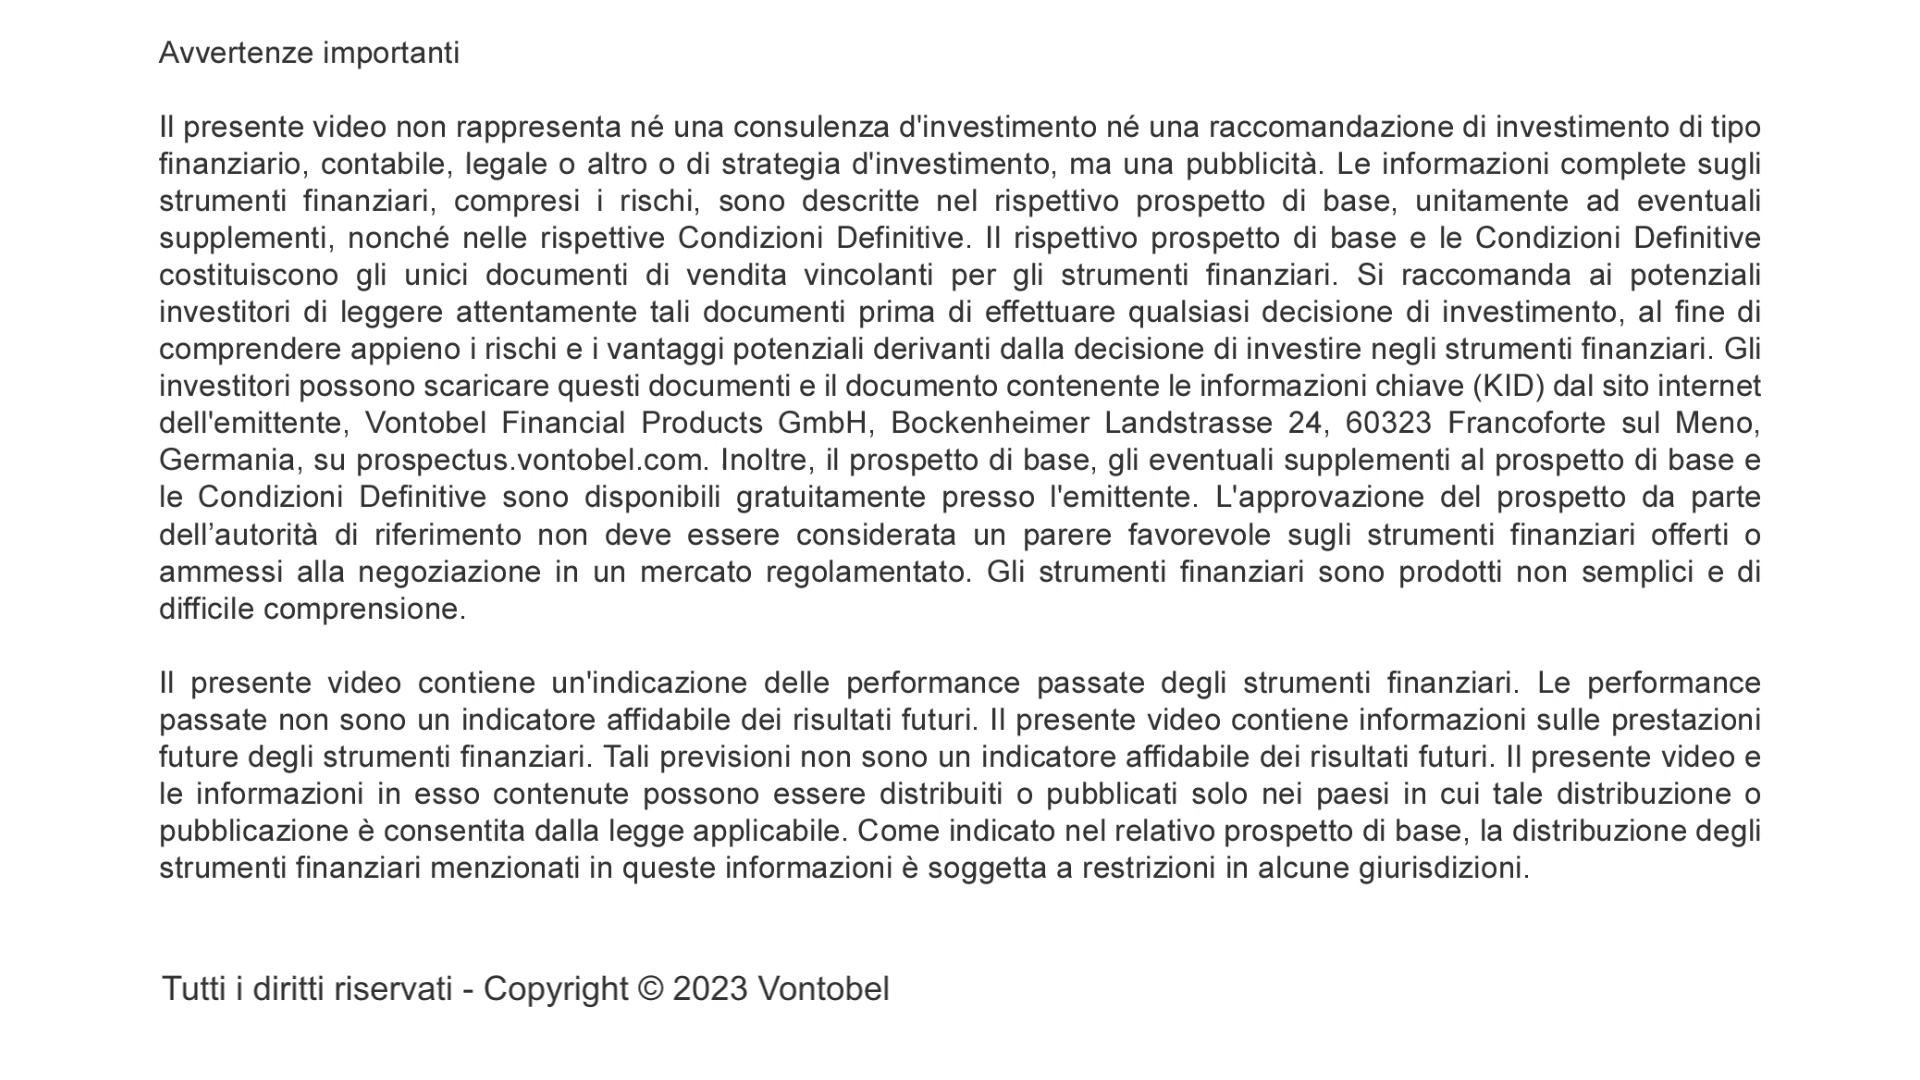 Avvertenze importanti
Il presente video non rappresenta né una consulenza d'investimento né una raccomandazione di investimento di tipo
finanziario, contabile, legale o altro o di strategia d'investimento, ma una pubblicità. Le informazioni complete sugli
strumenti finanziari, compresi i rischi, sono descritte nel rispettivo prospetto di base, unitamente ad eventuali
supplementi, nonché nelle rispettive Condizioni Definitive. Il rispettivo prospetto di base e le Condizioni Definitive
costituiscono gli unici documenti di vendita vincolanti per gli strumenti finanziari. Si raccomanda ai potenziali
investitori di leggere attentamente tali documenti prima di effettuare qualsiasi decisione di investimento, al fine di
comprendere appieno i rischi e i vantaggi potenziali derivanti dalla decisione di investire negli strumenti finanziari. Gli
investitori possono scaricare questi documenti e il documento contenente le informazioni chiave (KID) dal sito internet
dell'emittente, Vontobel Financial Products GmbH, Bockenheimer Landstrasse 24, 60323 Francoforte sul Meno,
Germania, su prospectus.vontobel.com. Inoltre, il prospetto di base, gli eventuali supplementi al prospetto di base e
le Condizioni Definitive sono disponibili gratuitamente presso l'emittente. L'approvazione del prospetto da parte
dell’autorità di riferimento non deve essere considerata un parere favorevole sugli strumenti finanziari offerti o
ammessi alla negoziazione in un mercato regolamentato. Gli strumenti finanziari sono prodotti non semplici e di
difficile comprensione.
Il presente video contiene un'indicazione delle performance passate degli strumenti finanziari. Le performance
passate non sono un indicatore affidabile dei risultati futuri. Il presente video contiene informazioni sulle prestazioni
future degli strumenti finanziari. Tali previsioni non sono un indicatore affidabile dei risultati futuri. Il presente video e
le informazioni in esso contenute possono essere distribuiti o pubblicati solo nei paesi in cui tale distribuzione o
pubblicazione è consentita dalla legge applicabile. Come indicato nel relativo prospetto di base, la distribuzione degli
strumenti finanziari menzionati in queste informazioni è soggetta a restrizioni in alcune giurisdizioni.
Tutti i diritti riservati - Copyright © 2023 Vontobel